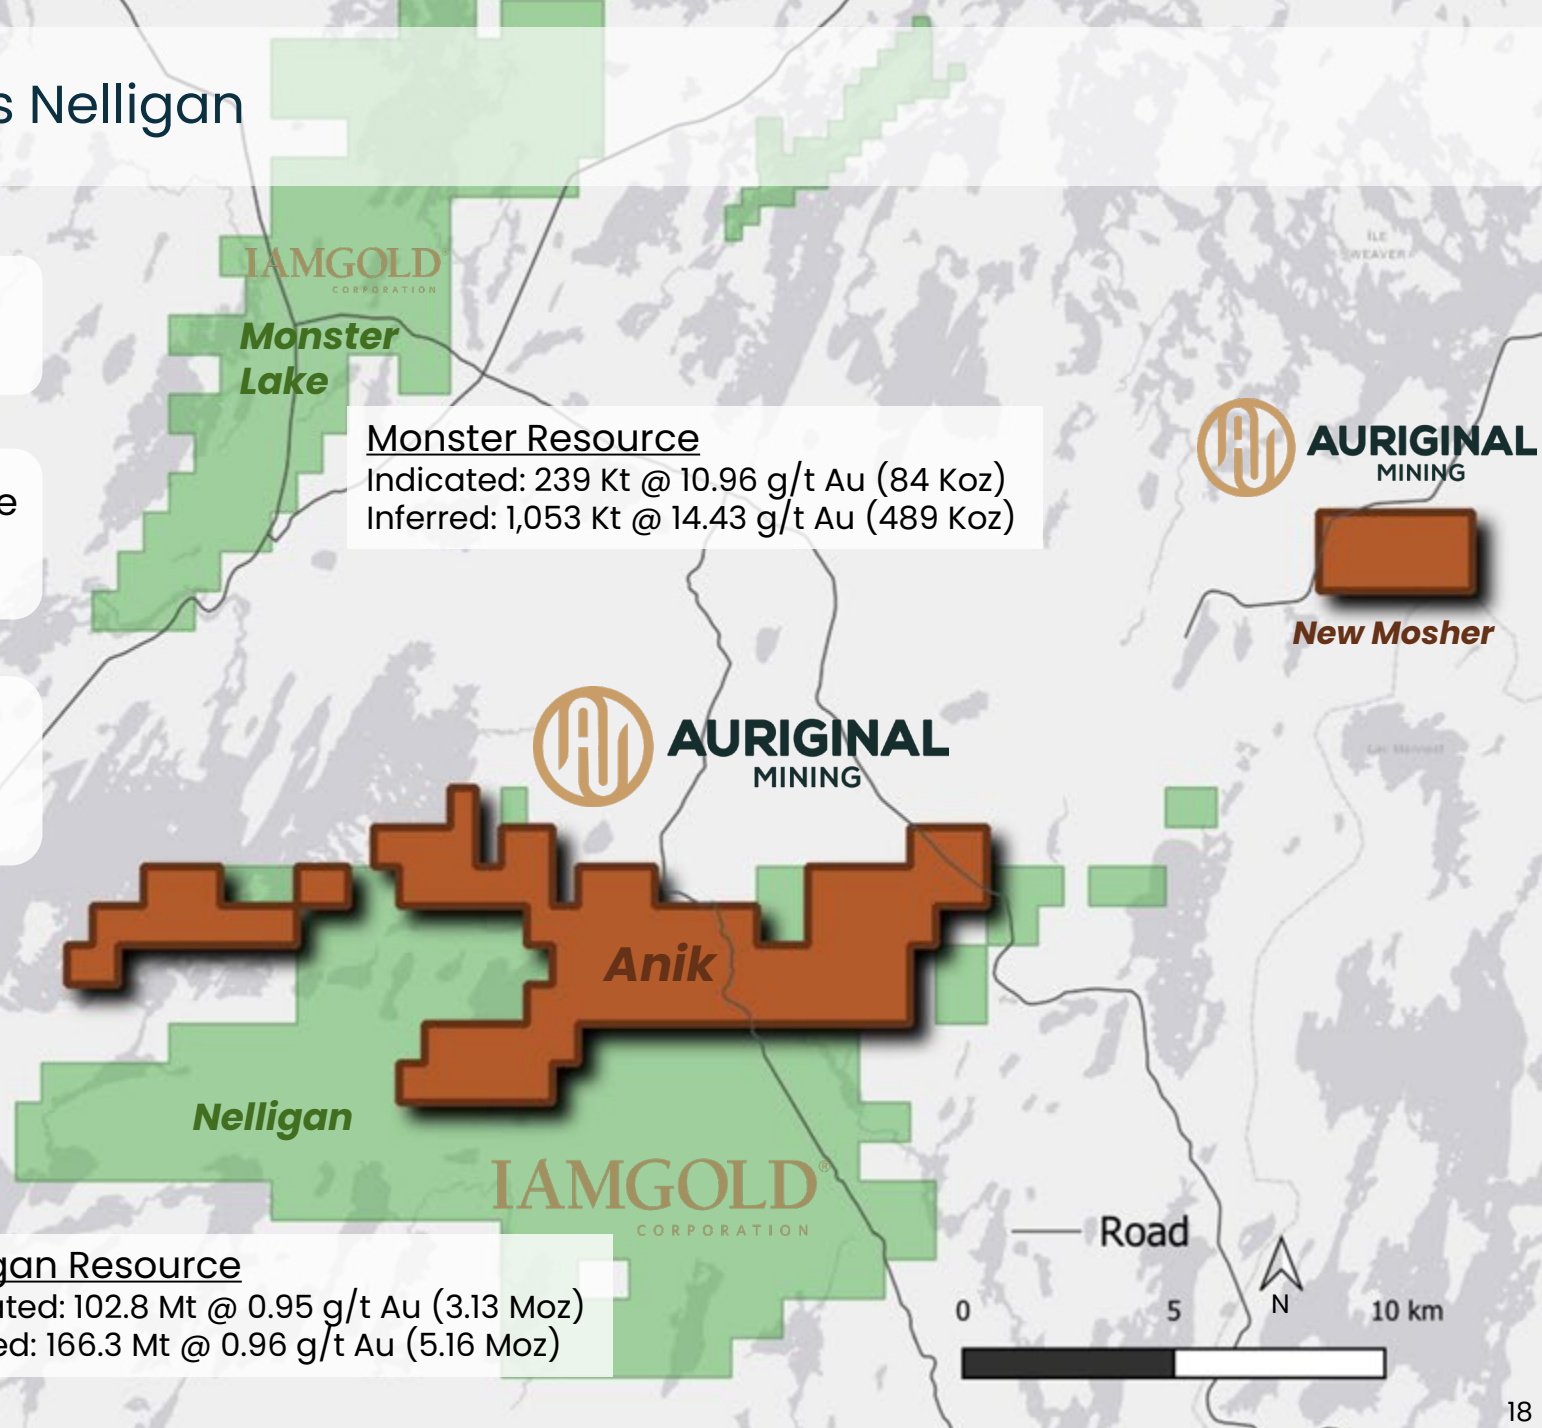 s Nelligan
ÎLE
WEAVER
IAMGOLD®
CORPORATION
Monster
Lake
Monster Resource
Indicated: 239 Kt @ 10.96 g/t Au (84 Koz)
Inferred: 1,053 Kt @ 14.43 g/t Au (489 Koz)
AURIGINAL
MINING
e
New Mosher
AURIGINAL
MINING
Anik
Nelligan
IAMGOLD®
CORPORATION
Road
gan Resource
ated: 102.8 Mt @ 0.95 g/t Au (3.13 Moz)
ed: 166.3 Mt @ 0.96 g/t Au (5.16 Moz)
N
0 5 10 km
18